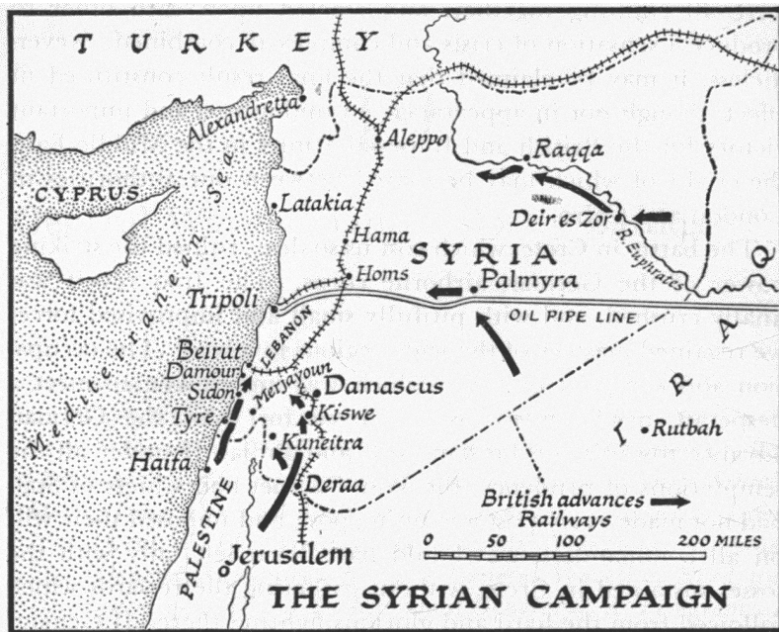 TURKEY
Alexandretta
Aleppo
Raqqa
CYPRUS
Mediterranean Sea
Latakia
Deir es Zor
R. Euphrates
Hama
SYRIA
Homs
Palmyra
Tripoli
OIL PIPE LINE
LEBANON
Beirut
Damour
Sidon
Merjayoun
Damascus
Tyre
Kiswe
IRAQ
Kuneitra
Rutbah
Haifa
Deraa
PALESTINE
British advances
Railways
Jerusalem
0 50 100 200 MILES
THE SYRIAN CAMPAIGN